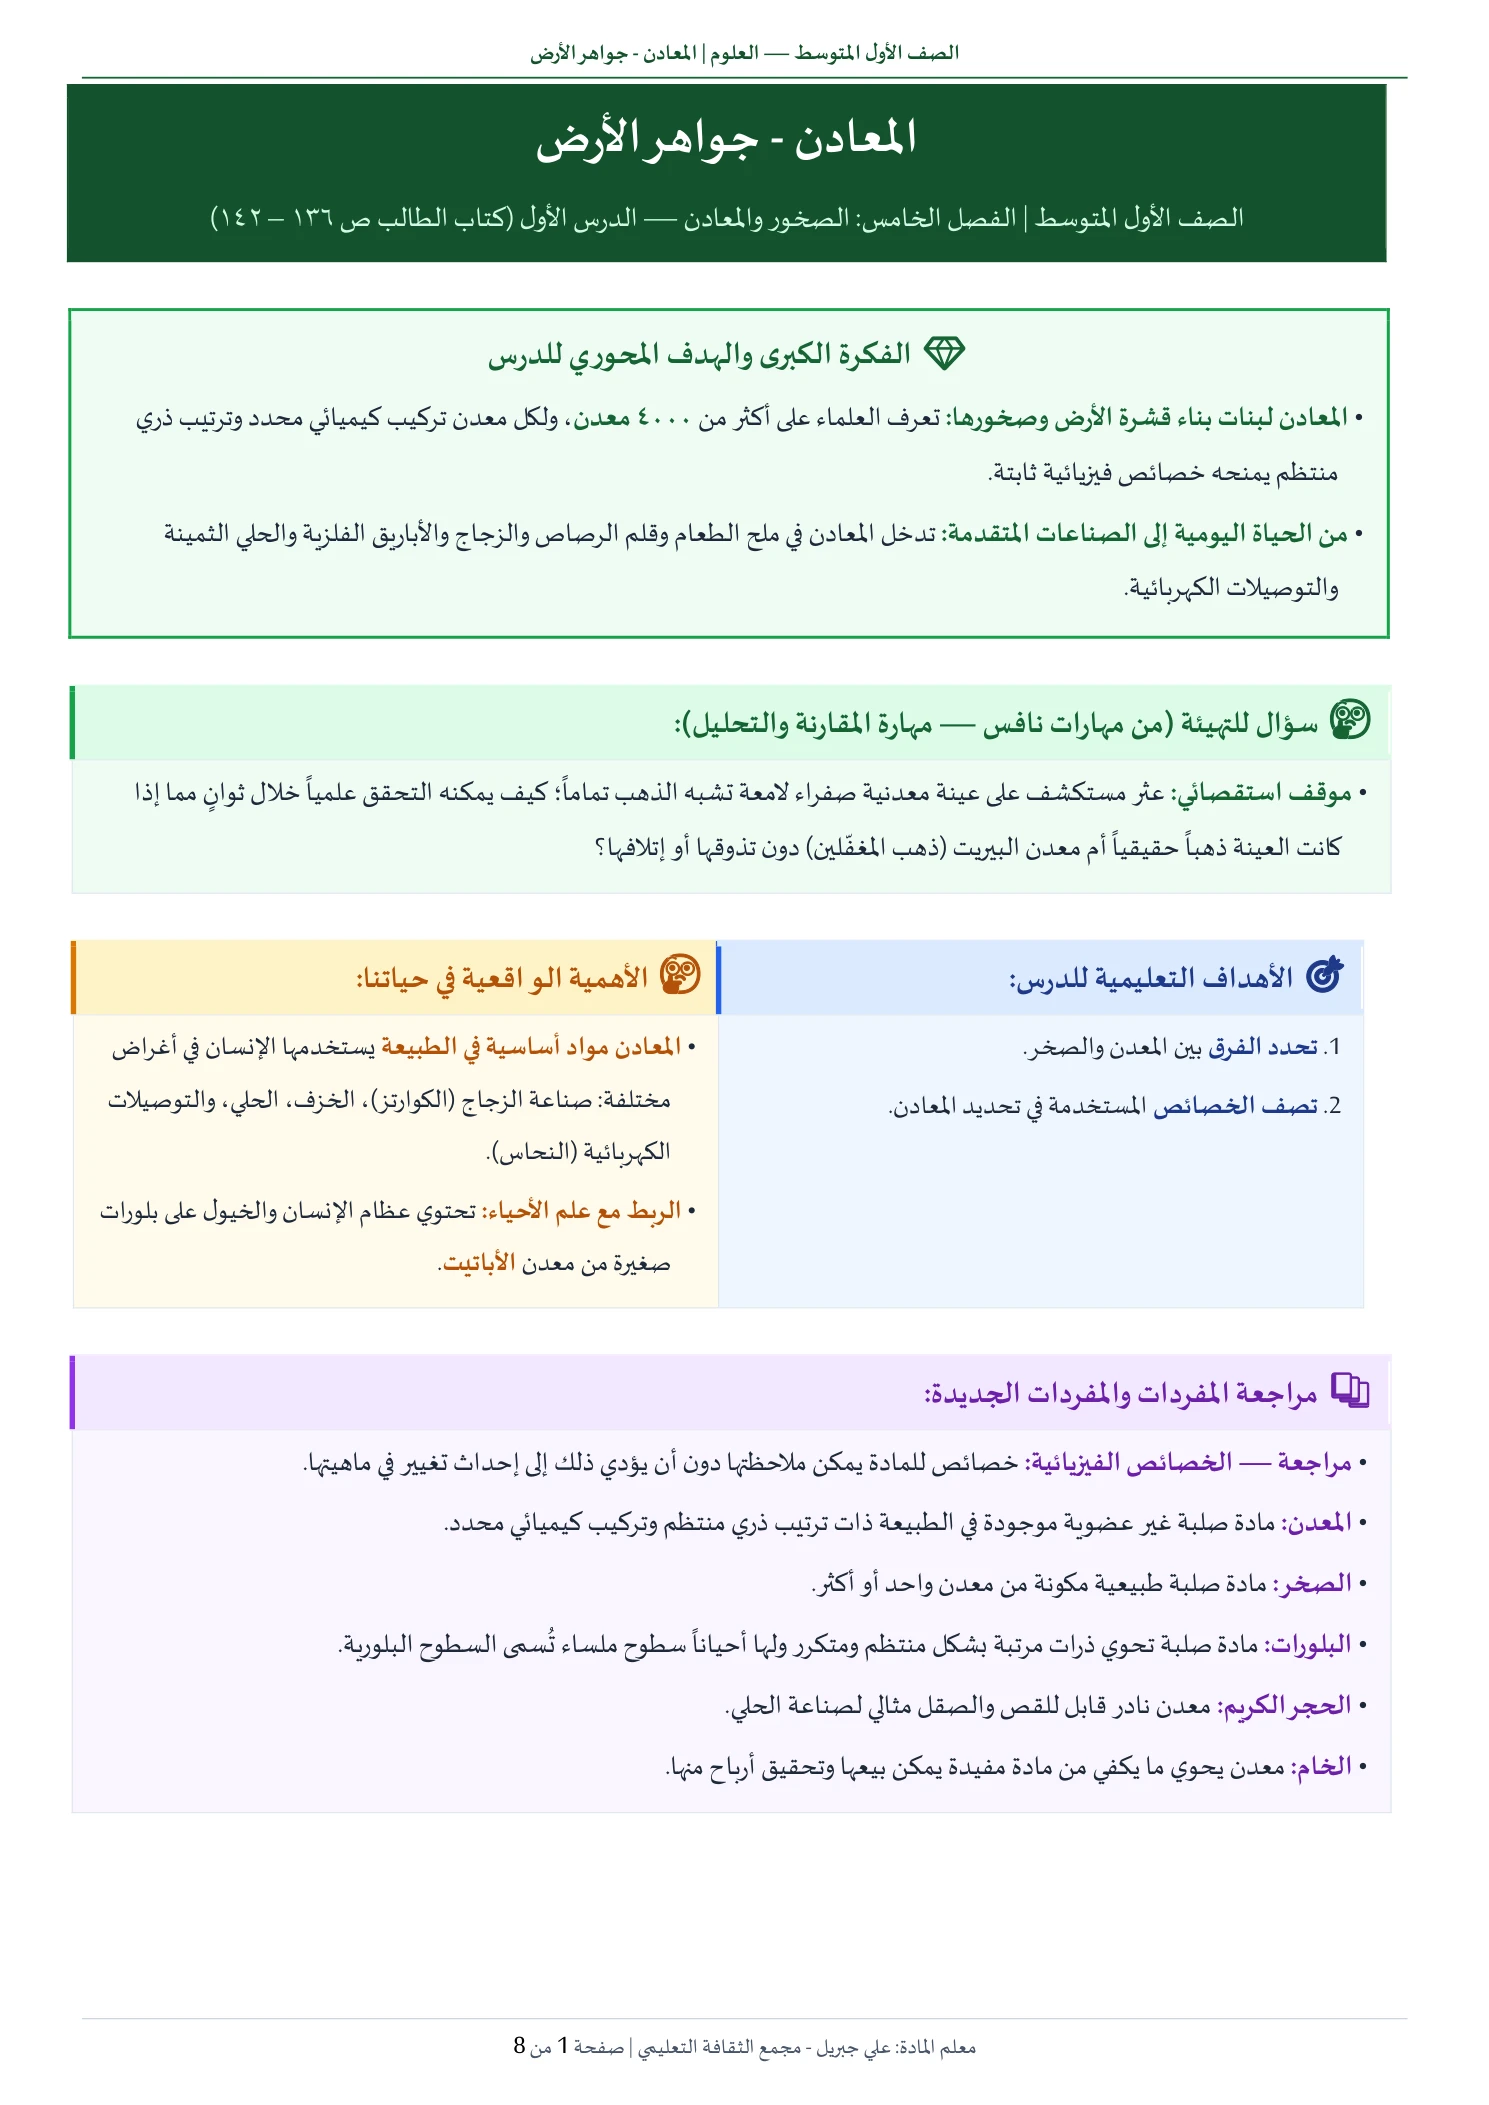 الصف الأول المتوسط — العلوم | المعادن - جواهر الأرض
المعادن - جواهر الأرض
الصف الأول المتوسط | الفصل الخامس: الصخور والمعادن — الدرس الأول (كتاب الطالب ص ١٣٦ – ١٤٢)
الفكرة الكبرى والهدف المحوري للدرس
• المعادن لبنات بناء قشرة الأرض وصخورها: تعرف العلماء على أكثر من ٤٠٠٠ معدن، ولكل معدن تركيب كيميائي محدد وترتيب ذري
منتظم يمنحه خصائص فيزيائية ثابتة.
• من الحياة اليومية إلى الصناعات المتقدمة: تدخل المعادن في ملح الطعام وقلم الرصاص والزجاج والأباريق الفلزية والحلي الثمينة
والتوصيلات الكهربائية.
سؤال للتهيئة (من مهارات نافس — مهارة المقارنة والتحليل):
• موقف استقصائي: عثر مستكشف على عينة معدنية صفراء لامعة تشبه الذهب تماماً؛ كيف يمكنه التحقق علمياً خلال ثوانٍ مما إذا
كانت العينة ذهباً حقيقياً أم معدن البيريت (ذهب المغفّلين) دون تذوقها أو إتلافها؟
الأهداف التعليمية للدرس:
1. تحدد الفرق بين المعدن والصخر.
2. تصف الخصائص المستخدمة في تحديد المعادن.
الأهمية الواقعية في حياتنا:
• المعادن مواد أساسية في الطبيعة يستخدمها الإنسان في أغراض
مختلفة: صناعة الزجاج (الكوارتز)، الخزف، الحلي، والتوصيلات
الكهربائية (النحاس).
• الربط مع علم الأحياء: تحتوي عظام الإنسان والخيول على بلورات
صغيرة من معدن الأباتيت.
مراجعة المفردات والمفردات الجديدة:
• مراجعة — الخصائص الفيزيائية: خصائص للمادة يمكن ملاحظتها دون أن يؤدي ذلك إلى إحداث تغيير في ماهيتها.
• المعدن: مادة صلبة غير عضوية موجودة في الطبيعة ذات ترتيب ذري منتظم وتركيب كيميائي محدد.
• الصخر: مادة صلبة طبيعية مكونة من معدن واحد أو أكثر.
• البلورات: مادة صلبة تحوي ذرات مرتبة بشكل منتظم ومتكرر ولها أحياناً سطوح ملساء تُسمى السطوح البلورية.
• الحجر الكريم: معدن نادر قابل للقص والصقل مثالي لصناعة الحلي.
• الخام: معدن يحوي ما يكفي من مادة مفيدة يمكن بيعها وتحقيق أرباح منها.
معلم المادة: علي جبريل - مجمع الثقافة التعليمي | صفحة 1 من 8